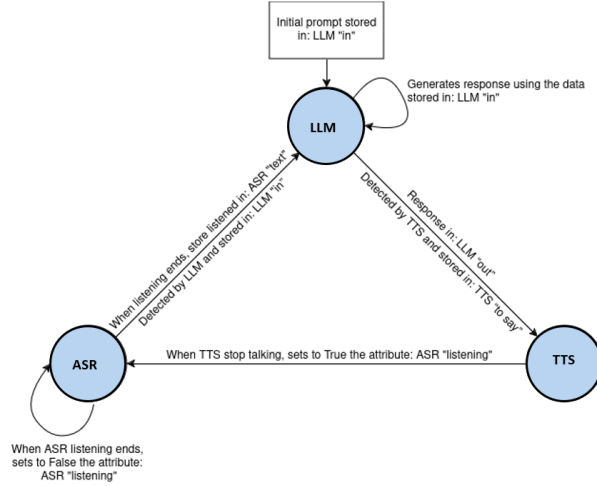 Initial prompt stored
in: LLM "in"
Generates response using the data
stored in: LLM "in"
LLM
When listening ends, store listened in: ASR "text"
Detected by LLM and stored in: LLM "in"
Response in: LLM "out"
Detected by TTS and stored in: TTS "to say"
When TTS stop talking, sets to True the attribute: ASR "listening"
ASR
TTS
When ASR listening ends,
sets to False the attribute:
ASR "listening"